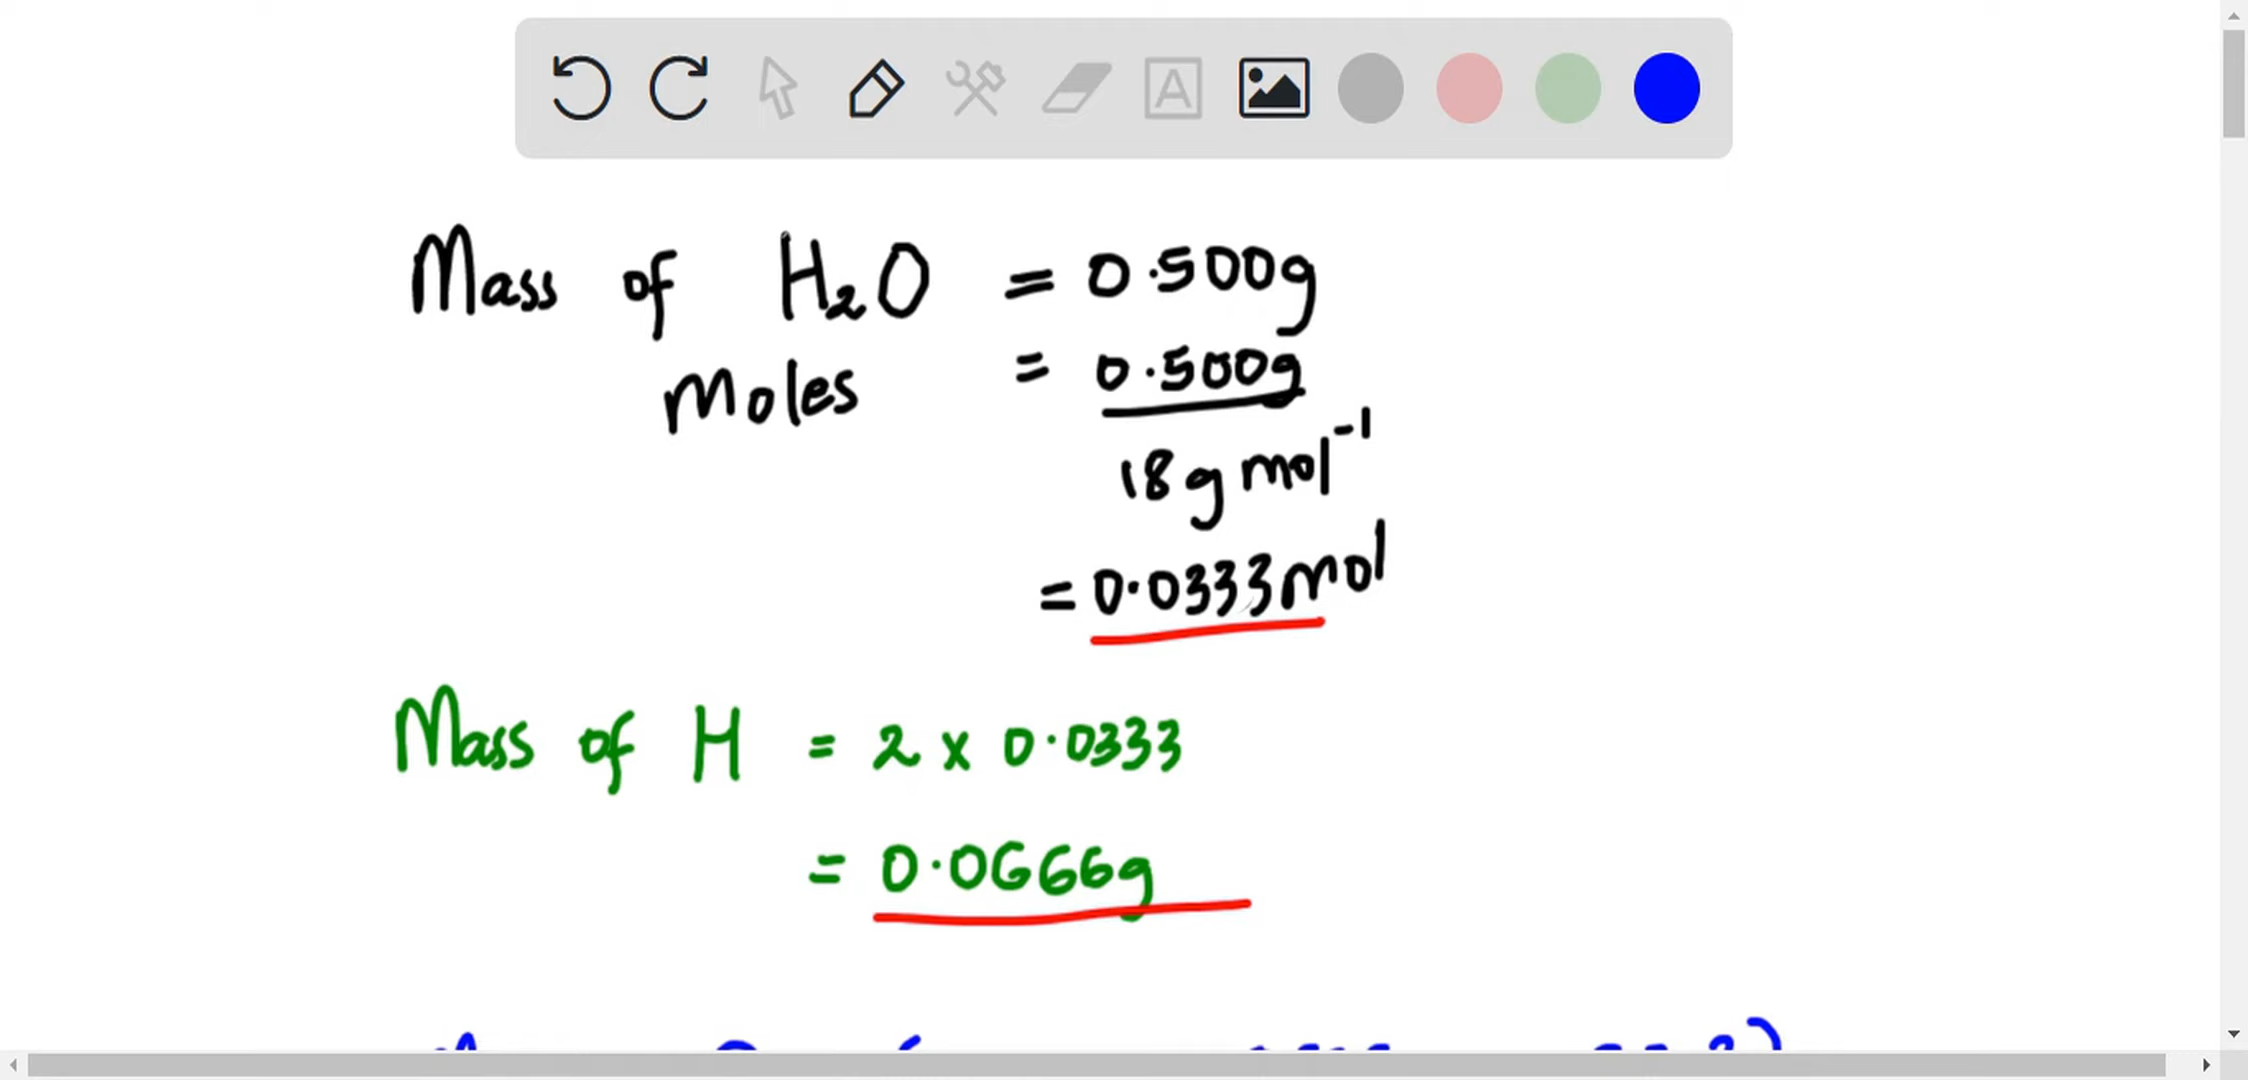 A
Mass of H₂O = 0.500g
Moles = 0.500g
18 g mol⁻¹
= 0.0333 mol
Mass of H = 2 x 0.0333
= 0.0666g